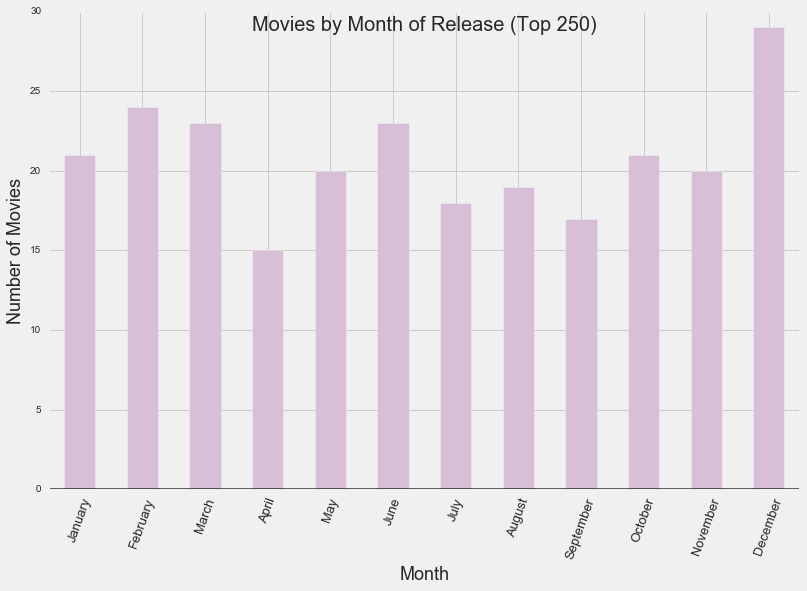 Movies by Month of Release (Top 250)
Number of Movies
30
25
20
15
10
5
0
January
February
March
April
May
June
July
August
September
October
November
December
Month